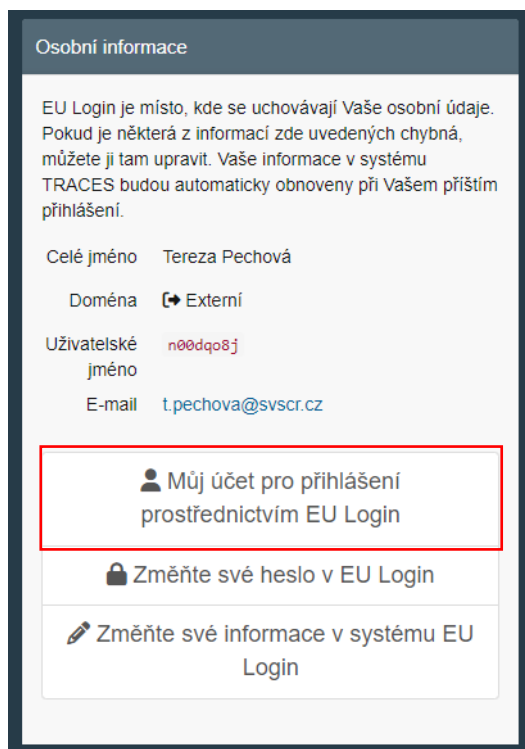 Osobní informace
EU Login je místo, kde se uchovávají Vaše osobní údaje.
Pokud je některá z informací zde uvedených chybná,
můžete ji tam upravit. Vaše informace v systému
TRACES budou automaticky obnoveny při Vašem příštím
přihlášení.
Celé jméno Tereza Pechová
Doména Externí
Uživatelské jméno n00dqo8j
E-mail t.pechova@svscr.cz
Můj účet pro přihlášení
prostřednictvím EU Login
Změňte své heslo v EU Login
Změňte své informace v systému EU
Login